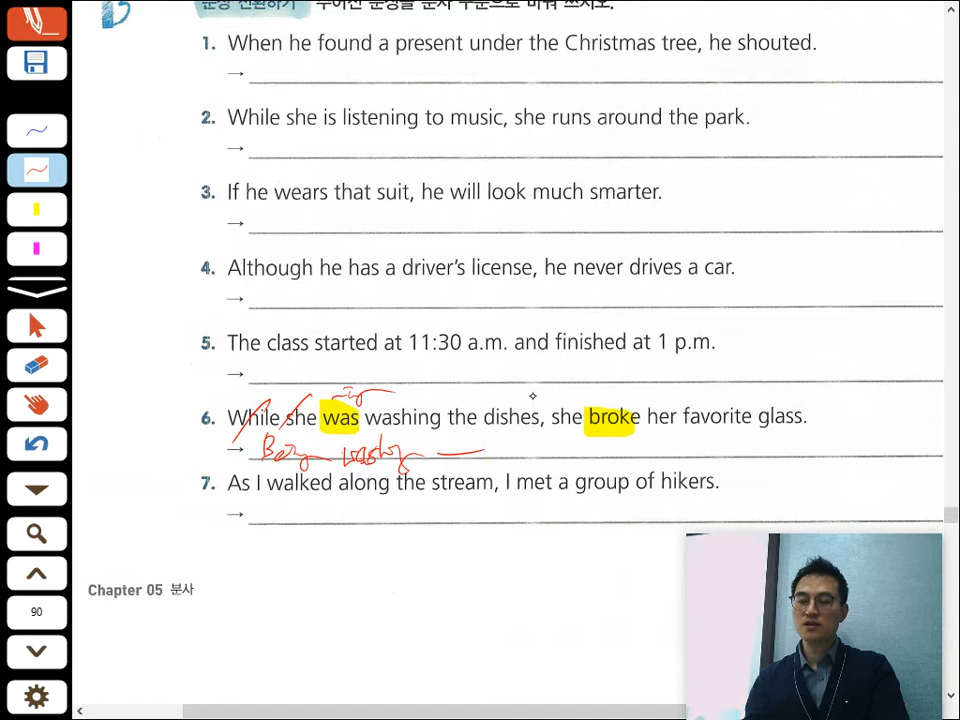 문장 전환하기 주어진 문장을 분사 구문으로 바꿔 쓰시오.
1. When he found a present under the Christmas tree, he shouted.
→
2. While she is listening to music, she runs around the park.
→
3. If he wears that suit, he will look much smarter.
→
4. Although he has a driver's license, he never drives a car.
→
5. The class started at 11:30 a.m. and finished at 1 p.m.
→
ing
6. While she was washing the dishes, she broke her favorite glass.
→ Being washing
7. As I walked along the stream, I met a group of hikers.
→
Chapter 05 분사
90